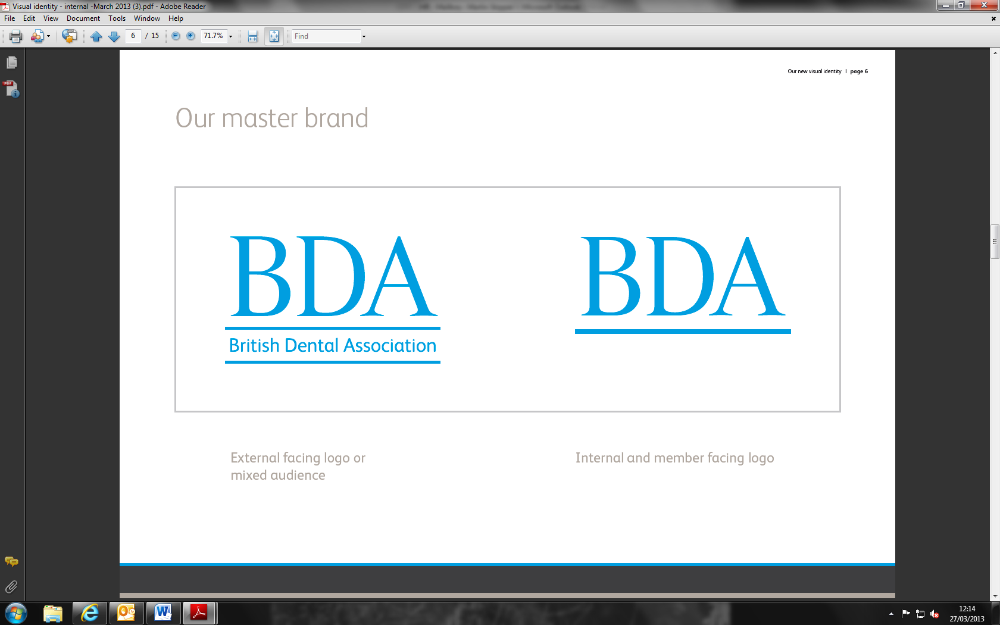 Visual identity - internal -March 2013 (3).pdf - Adobe Reader
File Edit View Document Tools Window Help
6 / 15 71.7% Find
Our new visual identity | page 6
Our master brand
BDA
British Dental Association
BDA
External facing logo or
mixed audience
Internal and member facing logo
12:14
27/03/2013